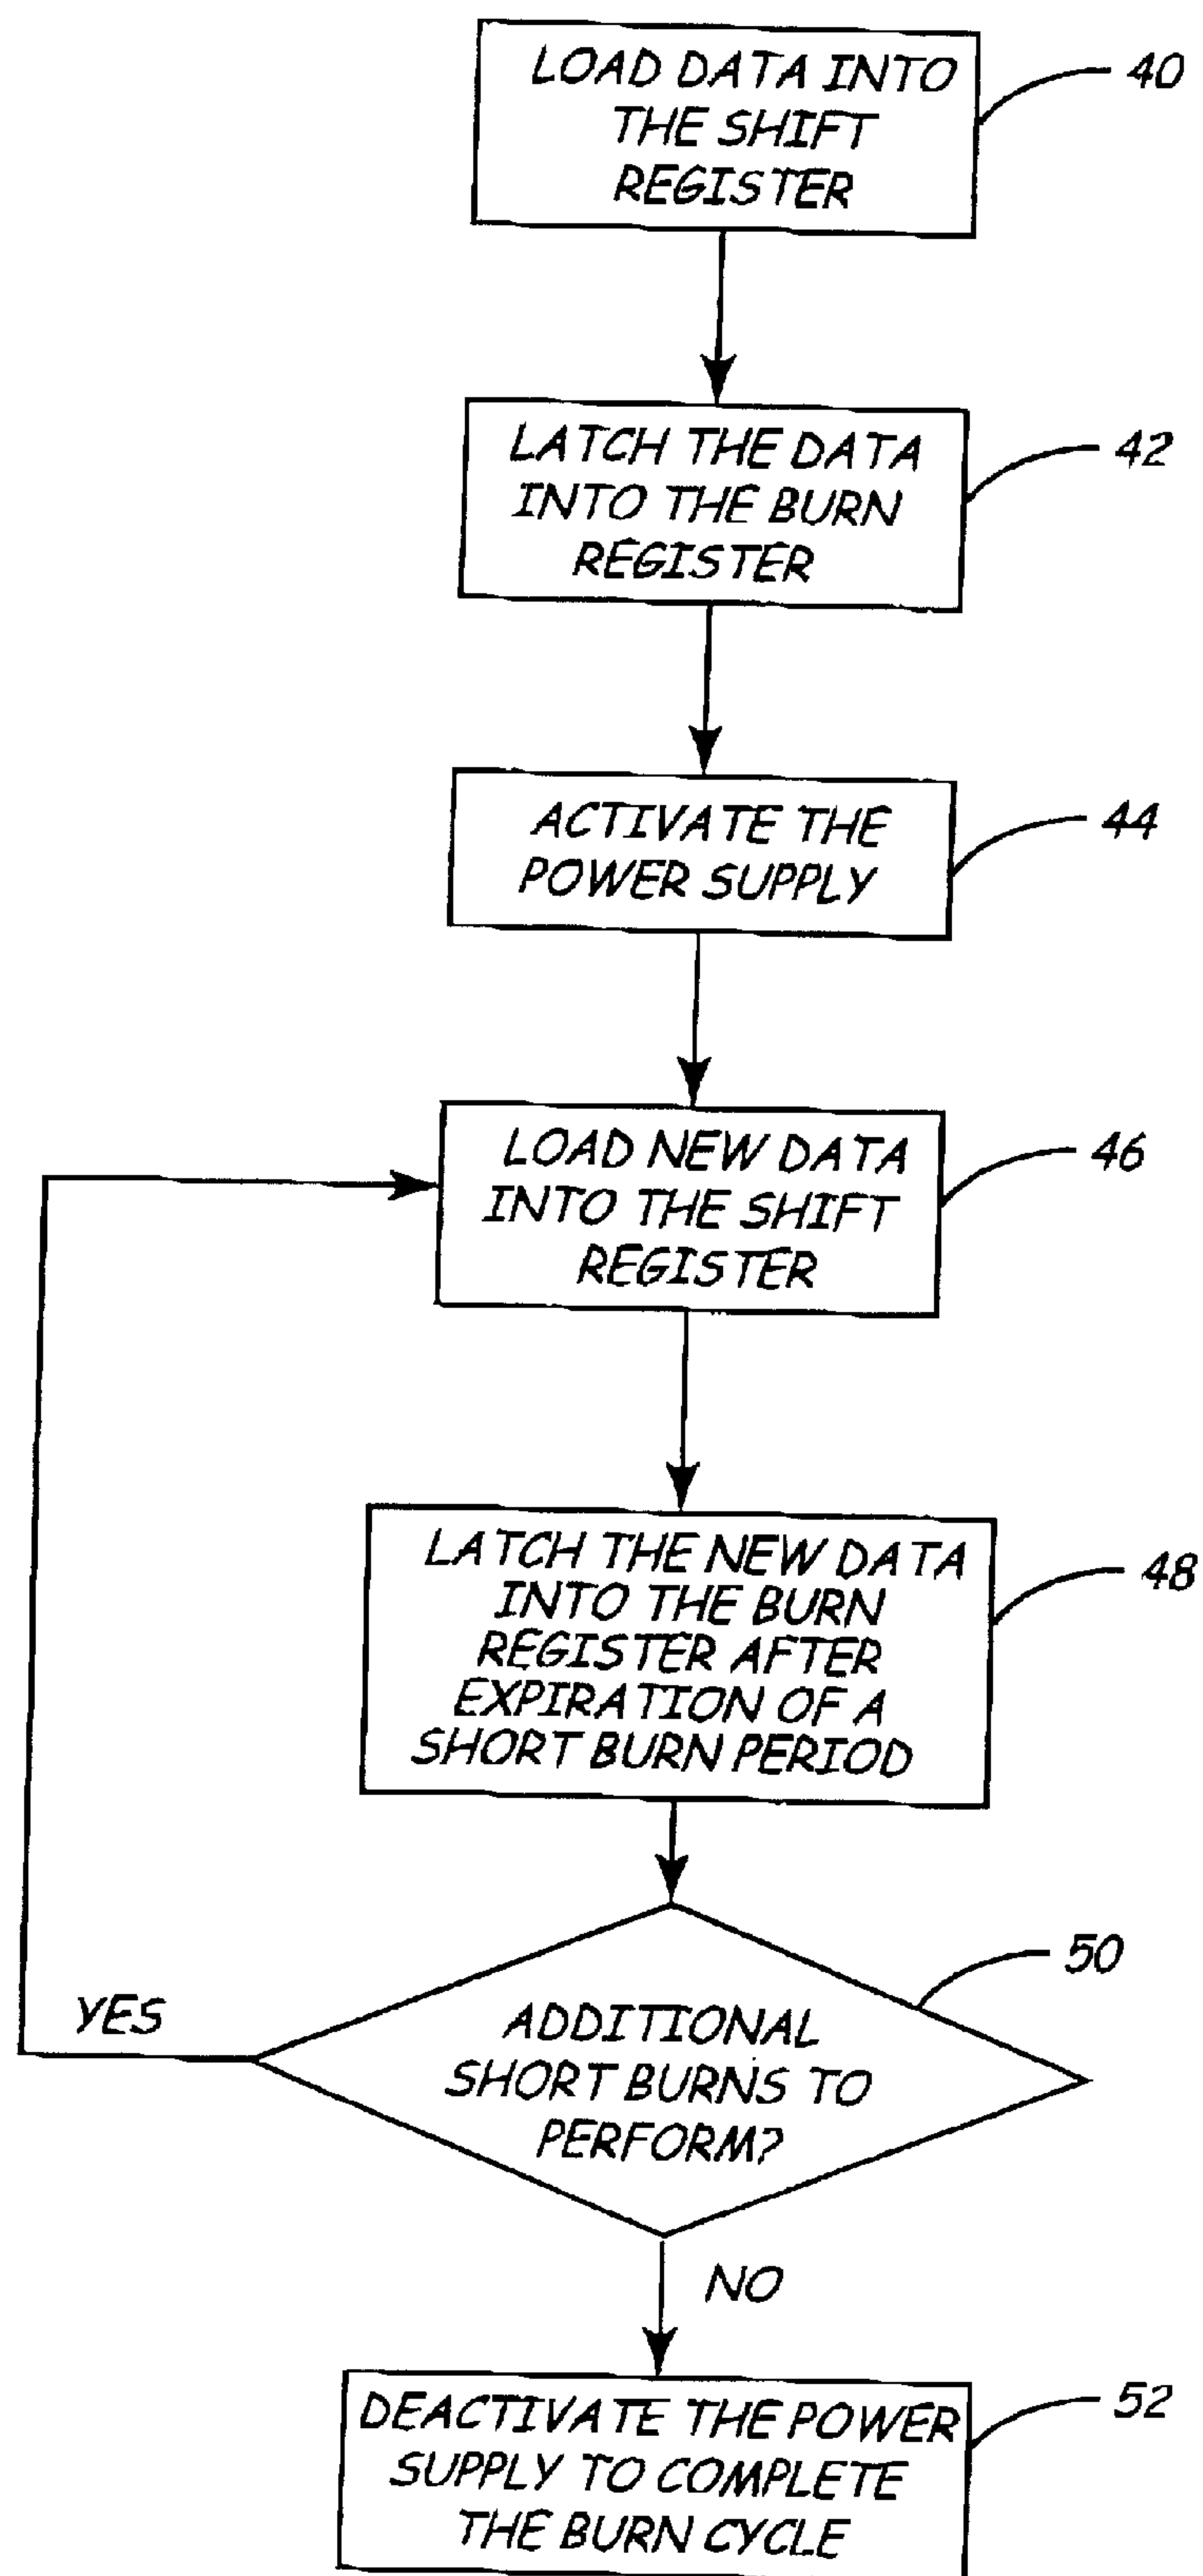 LOAD DATA INTO
THE SHIFT
REGISTER
40
LATCH THE DATA
INTO THE BURN
REGISTER
42
ACTIVATE THE
POWER SUPPLY
44
LOAD NEW DATA
INTO THE SHIFT
REGISTER
46
LATCH THE NEW DATA
INTO THE BURN
REGISTER AFTER
EXPIRATION OF A
SHORT BURN PERIOD
48
50
ADDITIONAL
SHORT BURNS TO
PERFORM?
YES
NO
DEACTIVATE THE POWER
SUPPLY TO COMPLETE
THE BURN CYCLE
52